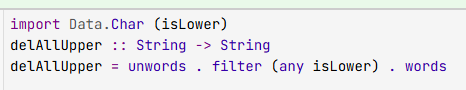 import Data.Char (isLower)
delAllUpper :: String -> String
delAllUpper = unwords . filter (any isLower) . words